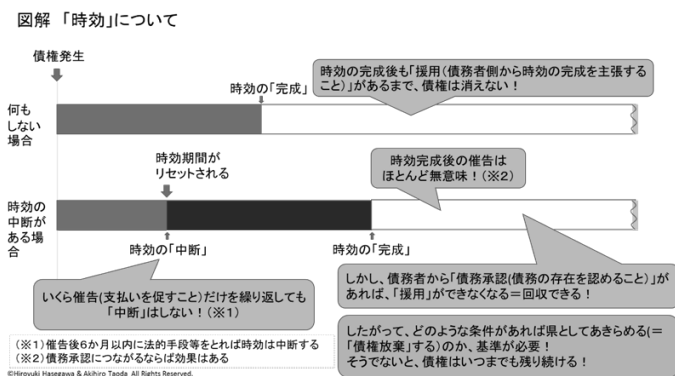 図解 「時効」について
債権発生
時効の「完成」
時効の完成後も「援用(債務者側から時効の完成を主張する
こと)」があるまで、債権は消えない！
何も
しない
場合
時効期間が
リセットされる
時効完成後の催告は
ほとんど無意味！(※2)
時効の
中断が
ある場
合
時効の「中断」
時効の「完成」
いくら催告(支払いを促すこと)だけを繰り返しても
「中断」はしない！(※1)
しかし、債務者から「債務承認(債務の存在を認めること)」が
あれば、「援用」ができなくなる＝回収できる！
(※1)催告後6か月以内に法的手段等をとれば時効は中断する
(※2)債務承認につながるならば効果はある
したがって、どのような条件があれば県としてあきらめる(＝
「債権放棄」する)のか、基準が必要！
そうでないと、債権はいつまでも残り続ける！
©Hiroyuki Hasegawa & Akihiro Taoda All Rights Reserved.